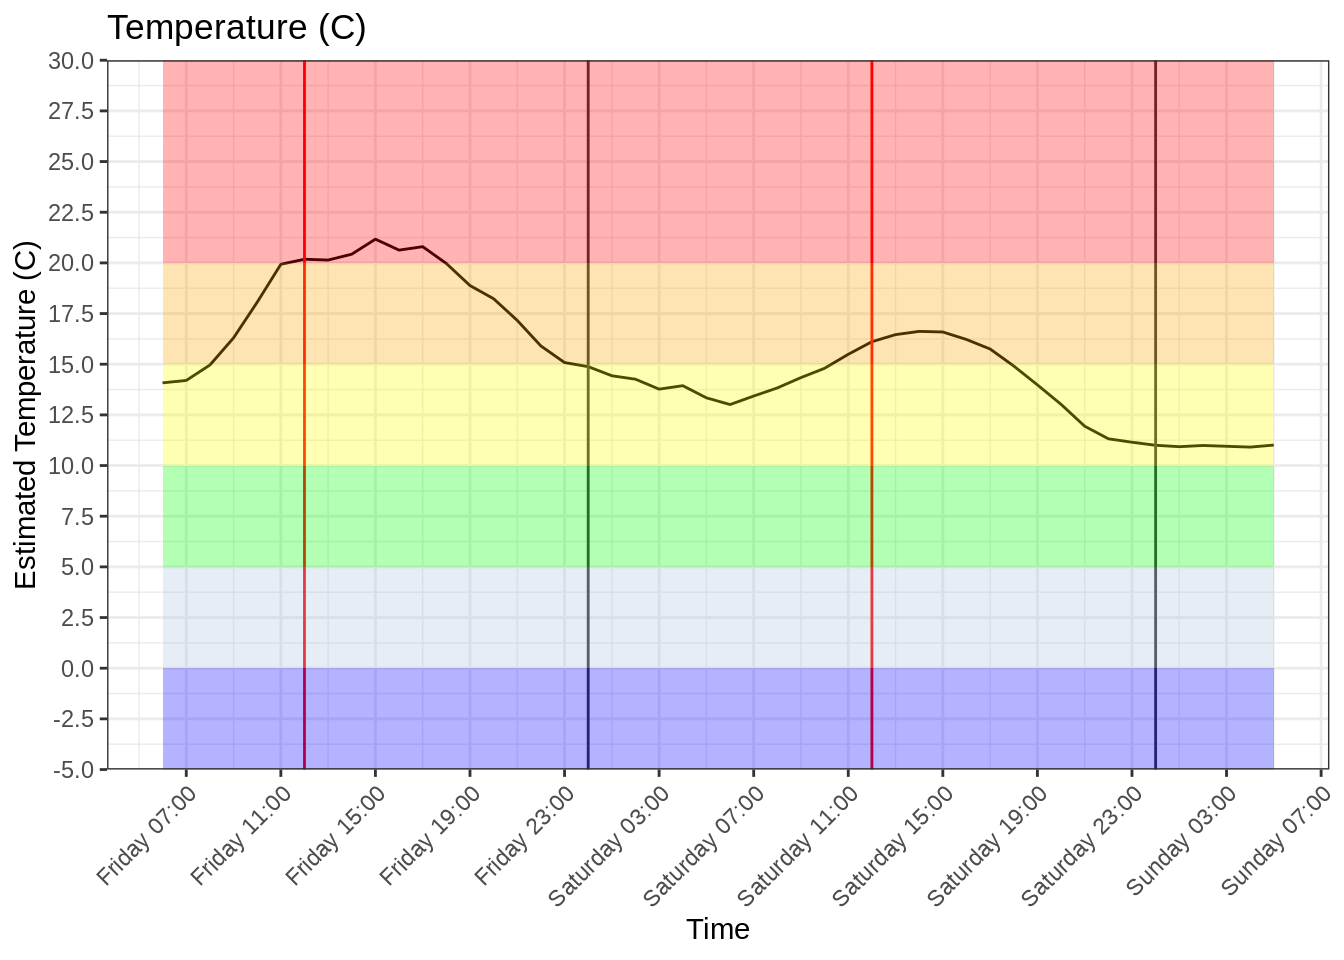 Temperature (C)
30.0
27.5
25.0
22.5
20.0
17.5
15.0
12.5
10.0
7.5
5.0
2.5
0.0
-2.5
-5.0
Estimated Temperature (C)
Friday 07:00
Friday 11:00
Friday 15:00
Friday 19:00
Friday 23:00
Saturday 03:00
Saturday 07:00
Saturday 11:00
Saturday 15:00
Saturday 19:00
Saturday 23:00
Sunday 03:00
Sunday 07:00
Time